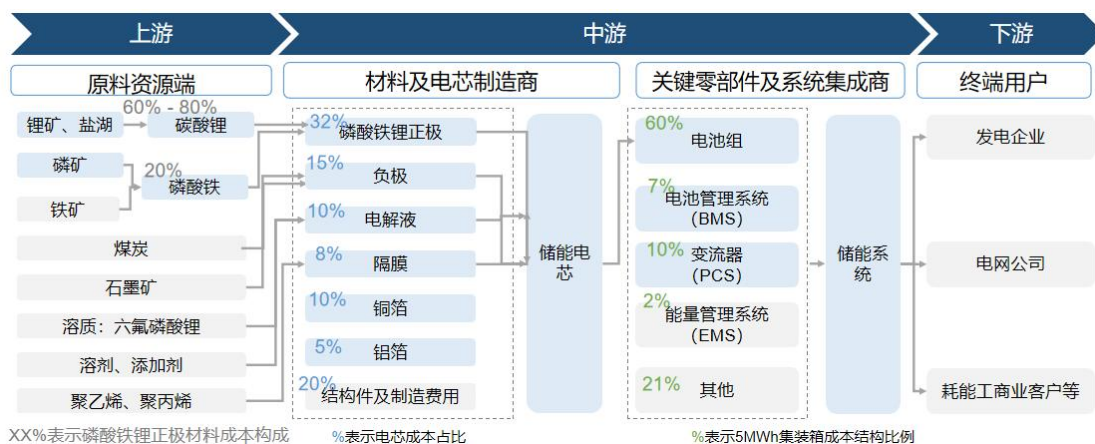 上游
中游
下游
原料资源端
材料及电芯制造商
关键零部件及系统集成商
终端用户
60% - 80%
锂矿、盐湖
碳酸锂
磷矿
20%
磷酸铁
铁矿
煤炭
石墨矿
溶质：六氟磷酸锂
溶剂、添加剂
聚乙烯、聚丙烯
32%
磷酸铁锂正极
15%
负极
10%
电解液
8%
隔膜
10%
铜箔
5%
铝箔
20%
结构件及制造费用
储能电
芯
60%
电池组
7%
电池管理系统
(BMS)
10%
变流器
(PCS)
2%
能量管理系统
(EMS)
21%
其他
储能系
统
发电企业
电网公司
耗能工商业客户等
XX%表示磷酸铁锂正极材料成本构成
%表示电芯成本占比
%表示5MWh集装箱成本结构比例